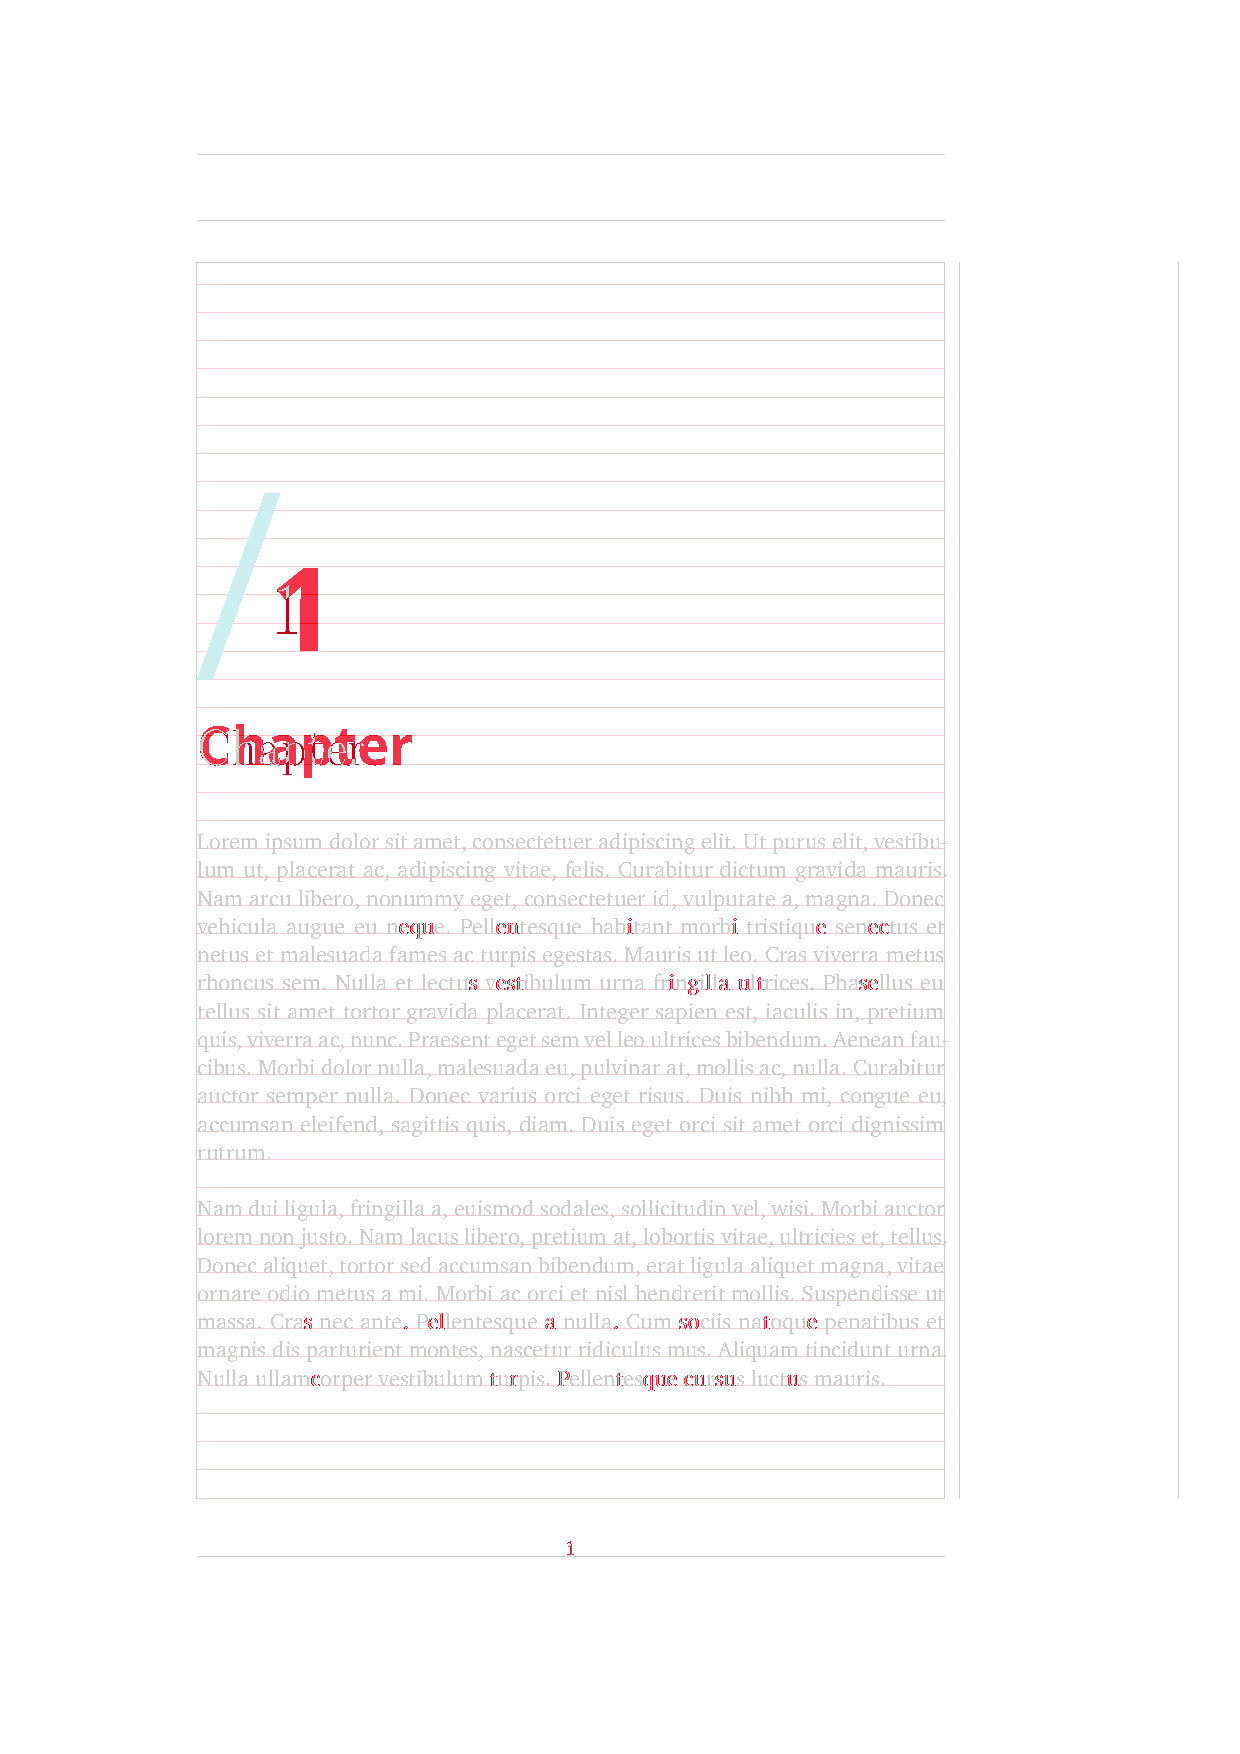 /1
Chapter
Lorem ipsum dolor sit amet, consectetuer adipiscing elit. Ut purus elit, vestibu-
lum ut, placerat ac, adipiscing vitae, felis. Curabitur dictum gravida mauris.
Nam arcu libero, nonummy eget, consectetuer id, vulputate a, magna. Donec
vehicula augue eu neque. Pellentesque habitant morbi tristique senectus et
netus et malesuada fames ac turpis egestas. Mauris ut leo. Cras viverra metus
rhoncus sem. Nulla et lectus vestibulum urna fringilla ultrices. Phasellus eu
tellus sit amet tortor gravida placerat. Integer sapien est, iaculis in, pretium
quis, viverra ac, nunc. Praesent eget sem vel leo ultrices bibendum. Aenean fau-
cibus. Morbi dolor nulla, malesuada eu, pulvinar at, mollis ac, nulla. Curabitur
auctor semper nulla. Donec varius orci eget risus. Duis nibh mi, congue eu,
accumsan eleifend, sagittis quis, diam. Duis eget orci sit amet orci dignissim
rutrum.
Nam dui ligula, fringilla a, euismod sodales, sollicitudin vel, wisi. Morbi auctor
lorem non justo. Nam lacus libero, pretium at, lobortis vitae, ultricies et, tellus.
Donec aliquet, tortor sed accumsan bibendum, erat ligula aliquet magna, vitae
ornare odio metus a mi. Morbi ac orci et nisl hendrerit mollis. Suspendisse ut
massa. Cras nec ante. Pellentesque a nulla. Cum sociis natoque penatibus et
magnis dis parturient montes, nascetur ridiculus mus. Aliquam tincidunt urna.
Nulla ullamcorper vestibulum turpis. Pellentesque cursus luctus mauris.
1